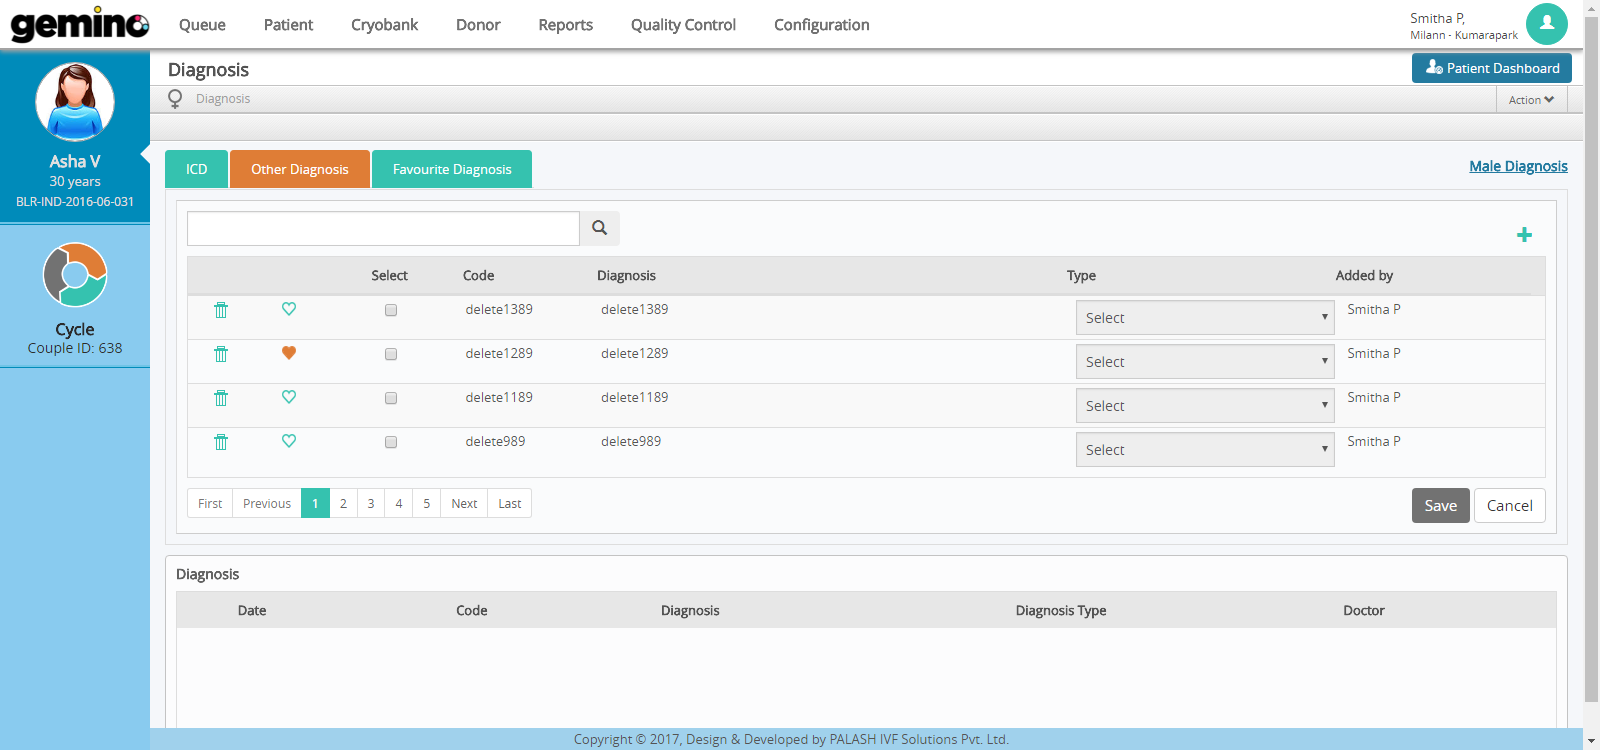 gemino
Queue Patient Cryobank Donor Reports Quality Control Configuration
Smitha P,
Milann - Kumarapark
Asha V
30 years
BLR-IND-2016-06-031
Cycle
Couple ID: 638
Diagnosis
Patient Dashboard
Diagnosis
Action
ICD Other Diagnosis Favourite Diagnosis
Male Diagnosis
Select Code Diagnosis Type Added by
delete1389 delete1389 Select Smitha P
delete1289 delete1289 Select Smitha P
delete1189 delete1189 Select Smitha P
delete989 delete989 Select Smitha P
First Previous 1 2 3 4 5 Next Last
Save Cancel
Diagnosis
Date Code Diagnosis Diagnosis Type Doctor
Copyright © 2017, Design & Developed by PALASH IVF Solutions Pvt. Ltd.